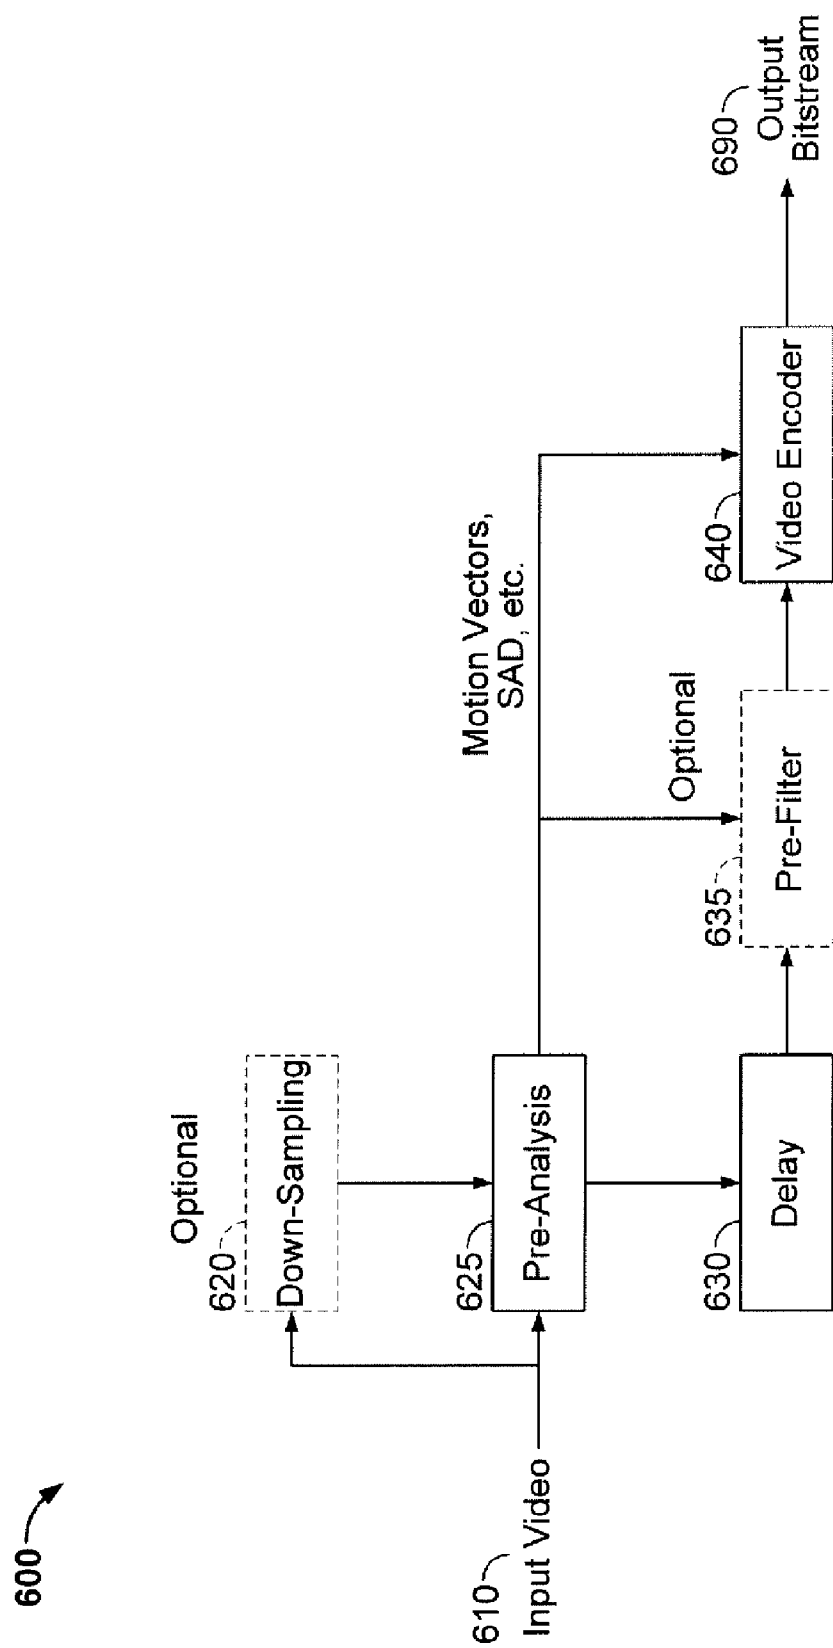 600
610
Input Video
Optional
620
Down-Sampling
625
Pre-Analysis
630
Delay
Motion Vectors,
SAD, etc.
Optional
635
Pre-Filter
640
Video Encoder
690
Output
Bitstream